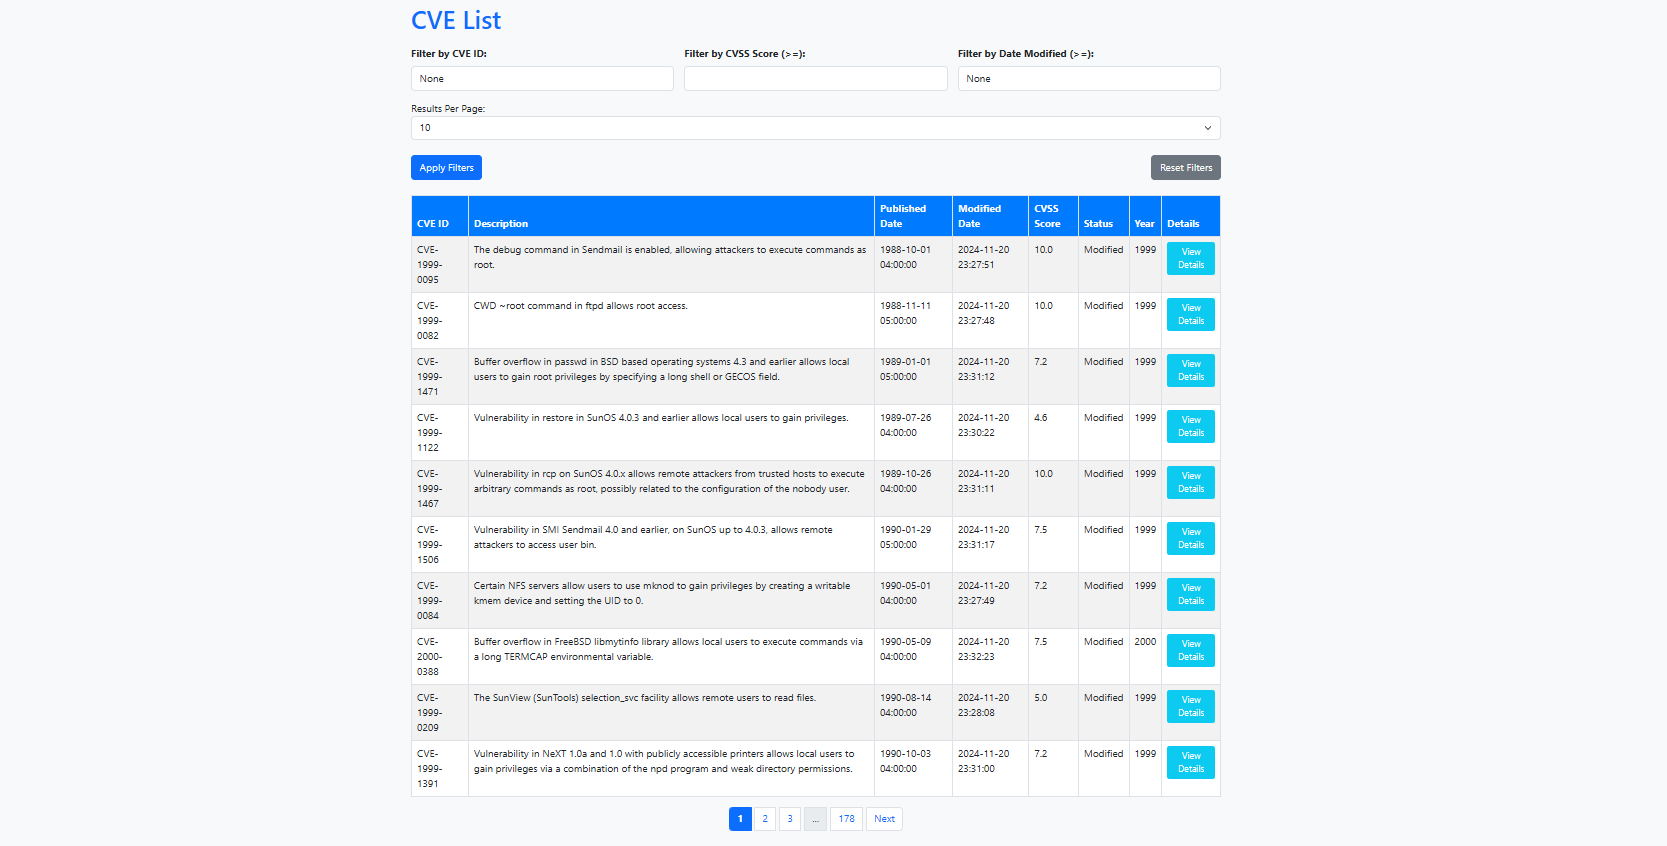 CVE List
Filter by CVE ID: Filter by CVSS Score (>=): Filter by Date Modified (>=):
None None
Results Per Page:
10
Apply Filters Reset Filters
CVE ID Description Published Date Modified Date CVSS Score Status Year Details
CVE-1999-0095 The debug command in Sendmail is enabled, allowing attackers to execute commands as root. 1988-10-01 04:00:00 2024-11-20 23:27:51 10.0 Modified 1999 View Details
CVE-1999-0082 CWD ~root command in ftpd allows root access. 1988-11-11 05:00:00 2024-11-20 23:27:48 10.0 Modified 1999 View Details
CVE-1999-1471 Buffer overflow in passwd in BSD based operating systems 4.3 and earlier allows local users to gain root privileges by specifying a long shell or GECOS field. 1989-01-01 05:00:00 2024-11-20 23:31:12 7.2 Modified 1999 View Details
CVE-1999-1122 Vulnerability in restore in SunOS 4.0.3 and earlier allows local users to gain privileges. 1989-07-26 04:00:00 2024-11-20 23:30:22 4.6 Modified 1999 View Details
CVE-1999-1467 Vulnerability in rcp on SunOS 4.0.x allows remote attackers from trusted hosts to execute arbitrary commands as root, possibly related to the configuration of the nobody user. 1989-10-26 04:00:00 2024-11-20 23:31:11 10.0 Modified 1999 View Details
CVE-1999-1506 Vulnerability in SMI Sendmail 4.0 and earlier, on SunOS up to 4.0.3, allows remote attackers to access user bin. 1990-01-29 05:00:00 2024-11-20 23:31:17 7.5 Modified 1999 View Details
CVE-1999-0084 Certain NFS servers allow users to use mknod to gain privileges by creating a writable kmem device and setting the UID to 0. 1990-05-01 04:00:00 2024-11-20 23:27:49 7.2 Modified 1999 View Details
CVE-2000-0388 Buffer overflow in FreeBSD libmytinfo library allows local users to execute commands via a long TERMCAP environmental variable. 1990-05-09 04:00:00 2024-11-20 23:32:23 7.5 Modified 2000 View Details
CVE-1999-0209 The SunView (SunTools) selection_svc facility allows remote users to read files. 1990-08-14 04:00:00 2024-11-20 23:28:08 5.0 Modified 1999 View Details
CVE-1999-1391 Vulnerability in NeXT 1.0a and 1.0 with publicly accessible printers allows local users to gain privileges via a combination of the npd program and weak directory permissions. 1990-10-03 04:00:00 2024-11-20 23:31:00 7.2 Modified 1999 View Details
1 2 3 ... 178 Next